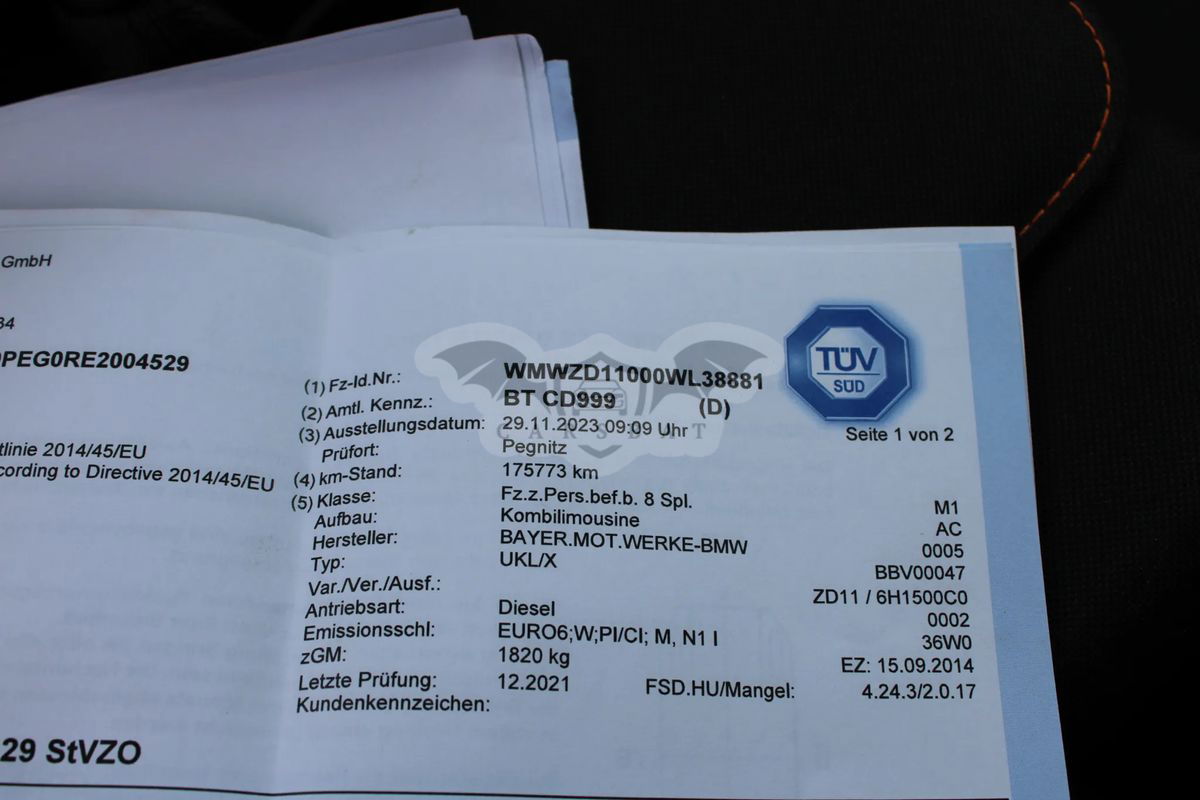 GmbH
34
PEG0RE2004529
tlinie 2014/45/EU
cording to Directive 2014/45/EU
29 StVZO
(1) Fz-Id.Nr.: WMWZD11000WL38881
(2) Amtl. Kennz.: BT CD999 (D)
(3) Ausstellungsdatum: 29.11.2023 09:09 Uhr
Prüfort: Pegnitz
(4) km-Stand: 175773 km
(5) Klasse: Fz.z.Pers.bef.b. 8 Spl. M1
Aufbau: Kombilimousine AC
Hersteller: BAYER.MOT.WERKE-BMW 0005
Typ: UKL/X BBV00047
Var./Ver./Ausf.: ZD11 / 6H1500C0
Antriebsart: Diesel 0002
Emissionsschl: EURO6;W;PI/CI; M, N1 I 36W0
zGM: 1820 kg EZ: 15.09.2014
Letzte Prüfung: 12.2021 FSD.HU/Mangel: 4.24.3/2.0.17
Kundenkennzeichen:
TÜV
SÜD
Seite 1 von 2
CARSBAT